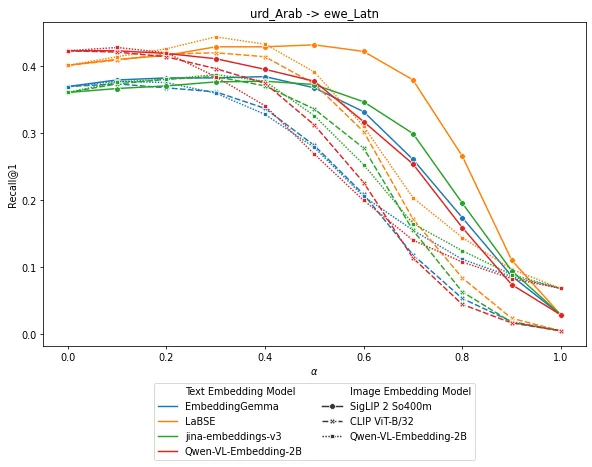 urd_Arab -> ewe_Latn
Recall@1
0.4
0.3
0.2
0.1
0.0
0.0 0.2 0.4 0.6 0.8 1.0
α
Text Embedding Model Image Embedding Model
EmbeddingGemma SigLIP 2 So400m
LaBSE CLIP ViT-B/32
jina-embeddings-v3 Qwen-VL-Embedding-2B
Qwen-VL-Embedding-2B